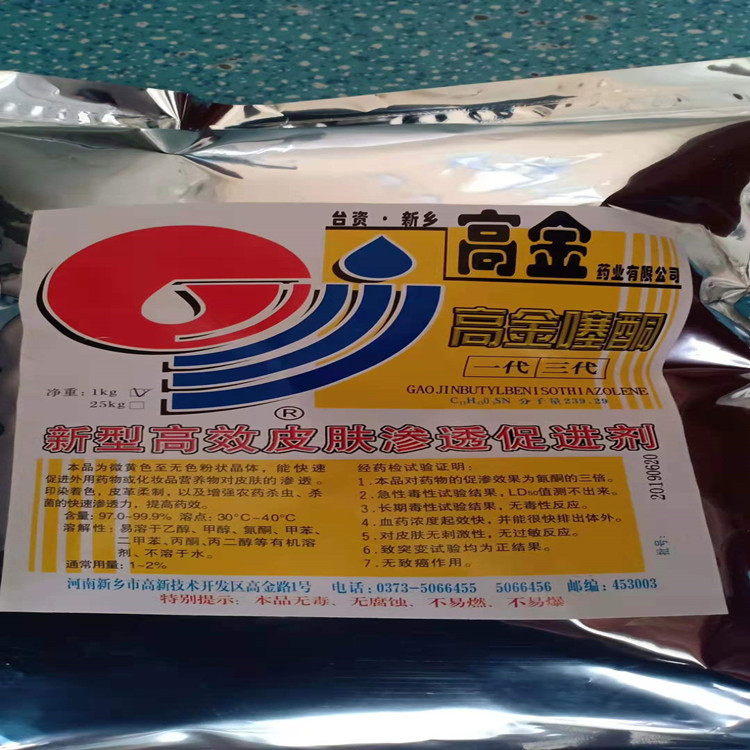 台资·新乡 高金 药业有限公司
高金噻酮
一代 三代
GAOJINBUTYLBENISOTHIAZOLENE
分子量239.29
净重:1kg
25kg
®
新型高效皮肤渗透促进剂
本品为微黄色至无色粉状晶体,能快速
促进外用药物或化妆品营养物对皮肤的渗透。
印染着色,皮革柔制,以及增强农药杀虫、杀
菌的快速渗透力,提高药效。
含量:97.0-99.9% 溶点:30°C~40°C
溶解性:易溶于乙醇、甲醇、氮酮、甲苯、
二甲苯、丙酮、丙二醇等有机溶
剂、不溶于水。
通常用量:1~2%
经药检试验证明:
1.本品对药物的促渗效果为氮酮的三倍。
2.急性毒性试验结果,LD₅₀值测不出来。
3.长期毒性试验结果,无毒性反应。
4.血药浓度起效快,并能很快排出体外。
5.对皮肤无刺激性,无过敏反应。
6.致突变试验均为正结果。
7.无致癌作用。
20190620
河南新乡市高新技术开发区高金路1号 电话:0373-5066455 5066456 邮编:453003
特别提示:本品无毒、无腐蚀、不易燃、不易爆